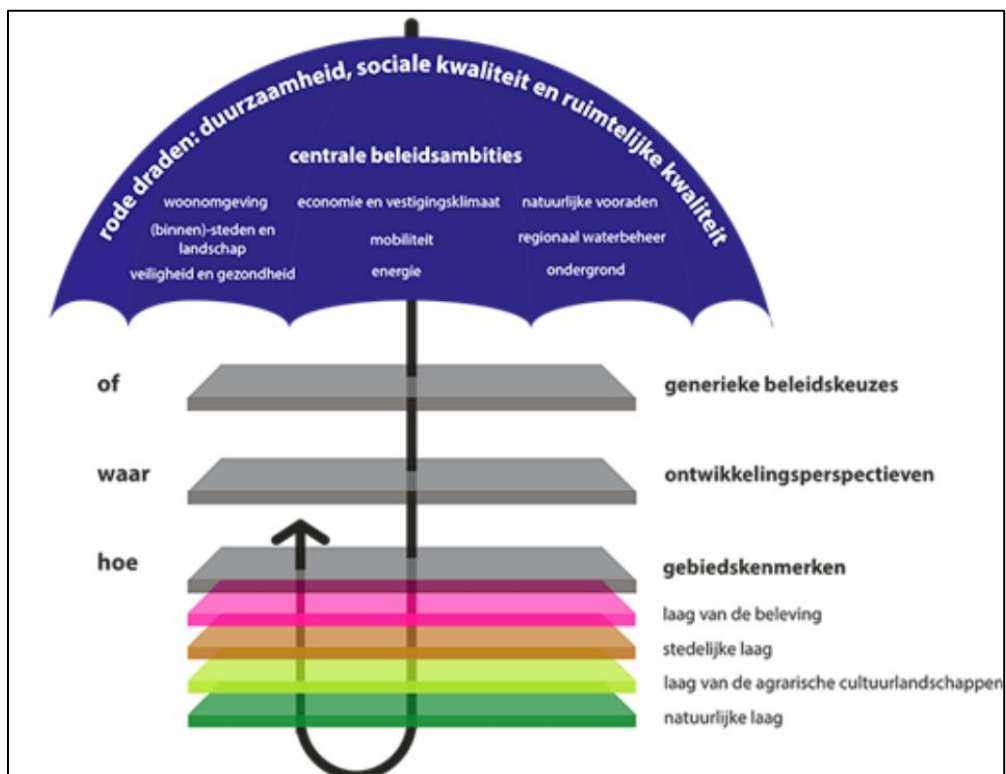 rode draden: duurzaamheid, sociale kwaliteit en ruimtelijke kwaliteit
centrale beleidsambities
woonomgeving
(binnen)-steden en
landschap
veiligheid en gezondheid
economie en vestigingsklimaat
mobiliteit
energie
natuurlijke vooraden
regionaal waterbeheer
ondergrond
of
generieke beleidskeuzes
waar
ontwikkelingsperspectieven
hoe
gebiedskenmerken
laag van de beleving
stedelijke laag
laag van de agrarische cultuurlandschappen
natuurlijke laag